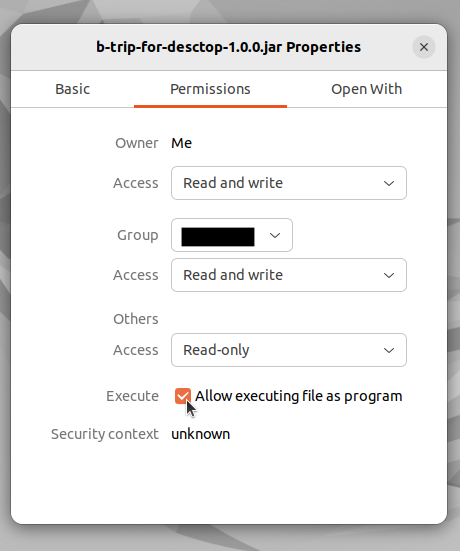 b-trip-for-desctop-1.0.0.jar Properties
Basic Permissions Open With
Owner Me
Access Read and write
Group
Access Read and write
Others
Access Read-only
Execute Allow executing file as program
Security context unknown